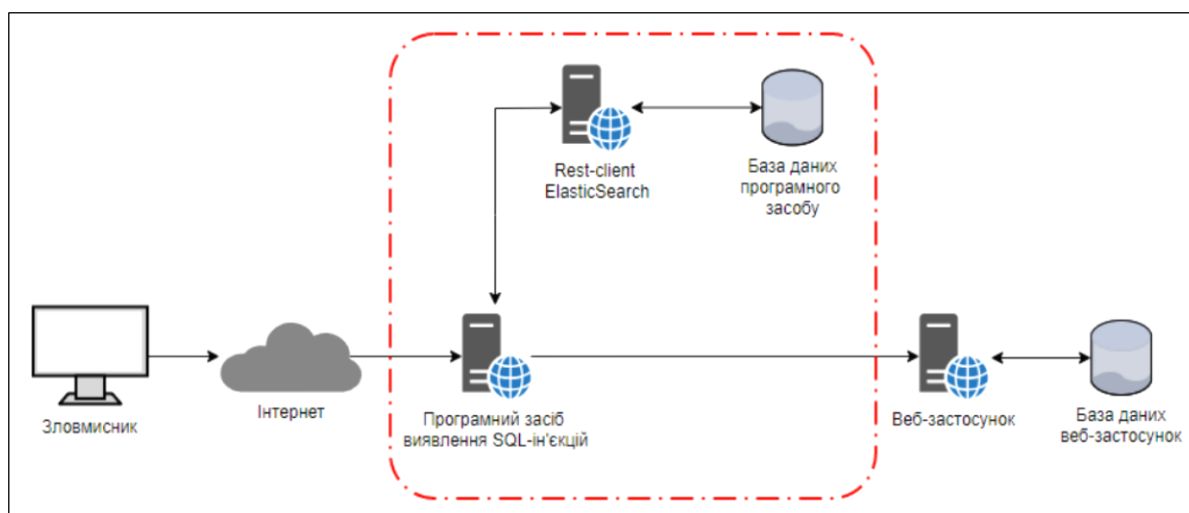 Rest-client
ElasticSearch
База даних
програмного
засобу
Зловмисник
Інтернет
Програмний засіб
виявлення SQL-ін'єкцій
Веб-застосунок
База даних
веб-застосунок